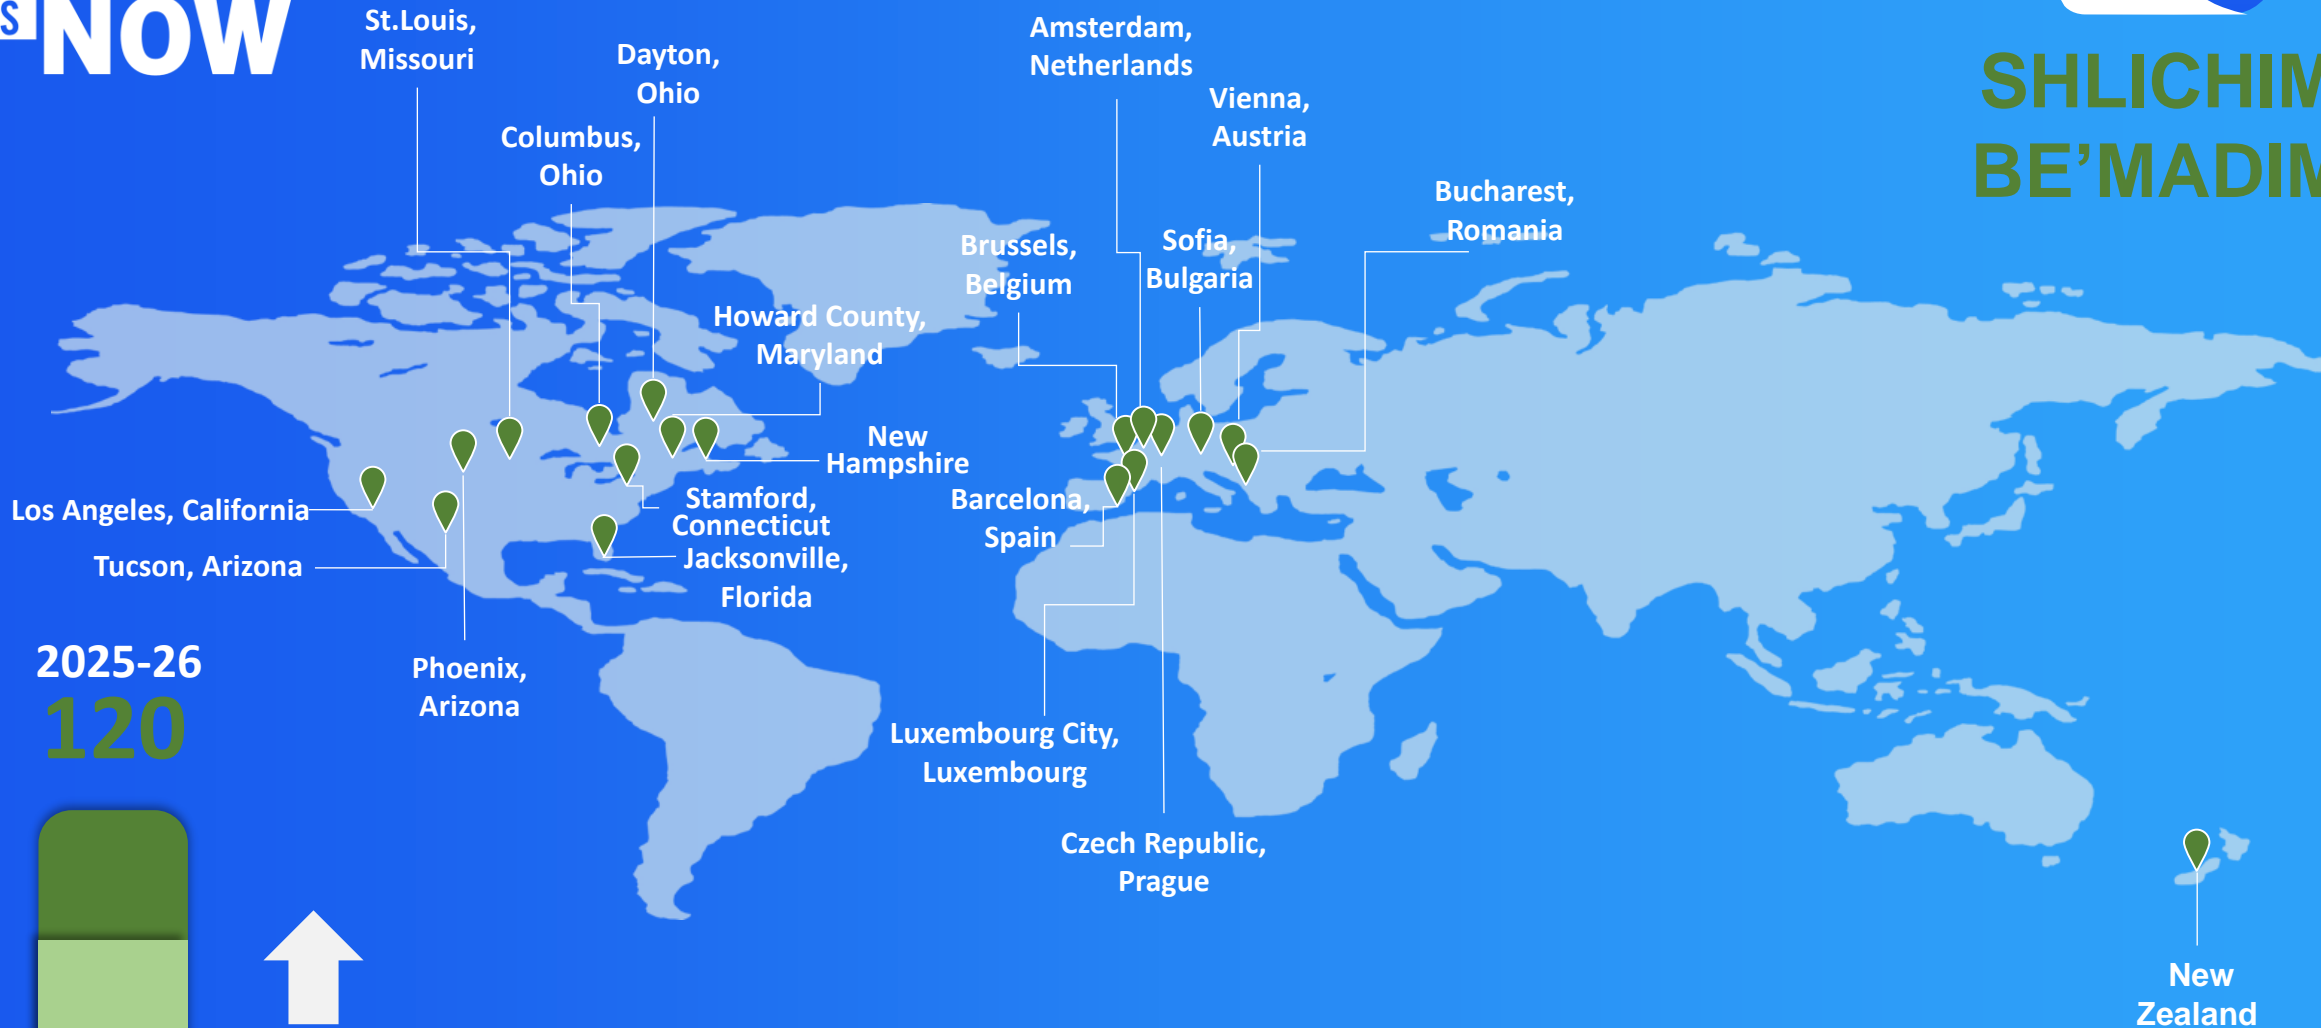 S NOW
St.Louis,
Missouri
Dayton,
Ohio
Columbus,
Ohio
Amsterdam,
Netherlands
Vienna,
Austria
SHLICHIM
BE’MADIM
Bucharest,
Romania
Brussels,
Belgium
Sofia,
Bulgaria
Howard County,
Maryland
New
Hampshire
Los Angeles, California
Stamford,
Connecticut
Barcelona,
Spain
Tucson, Arizona
Jacksonville,
Florida
2025-26
120
Phoenix,
Arizona
Luxembourg City,
Luxembourg
Czech Republic,
Prague
New
Zealand